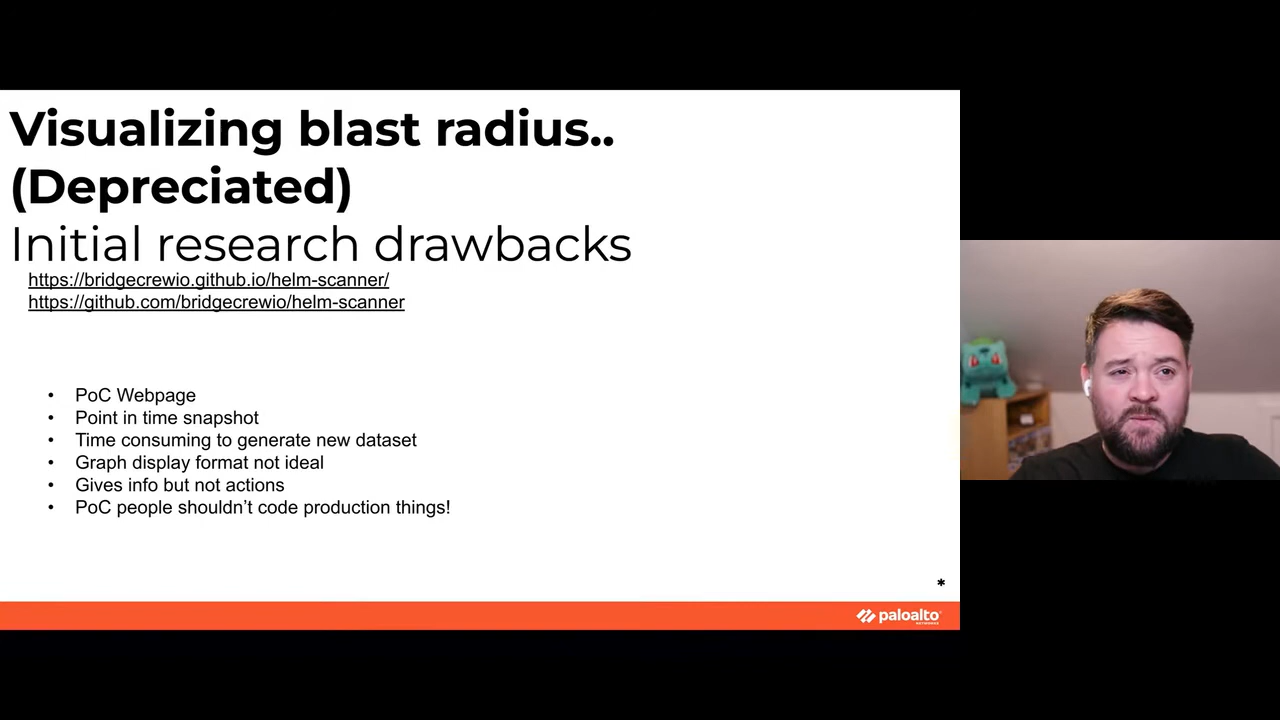 Visualizing blast radius..
(Depreciated)
Initial research drawbacks
https://bridgecrewio.github.io/helm-scanner/
https://github.com/bridgecrewio/helm-scanner
• PoC Webpage
• Point in time snapshot
• Time consuming to generate new dataset
• Graph display format not ideal
• Gives info but not actions
• PoC people shouldn’t code production things!
*
paloalto
NETWORKS